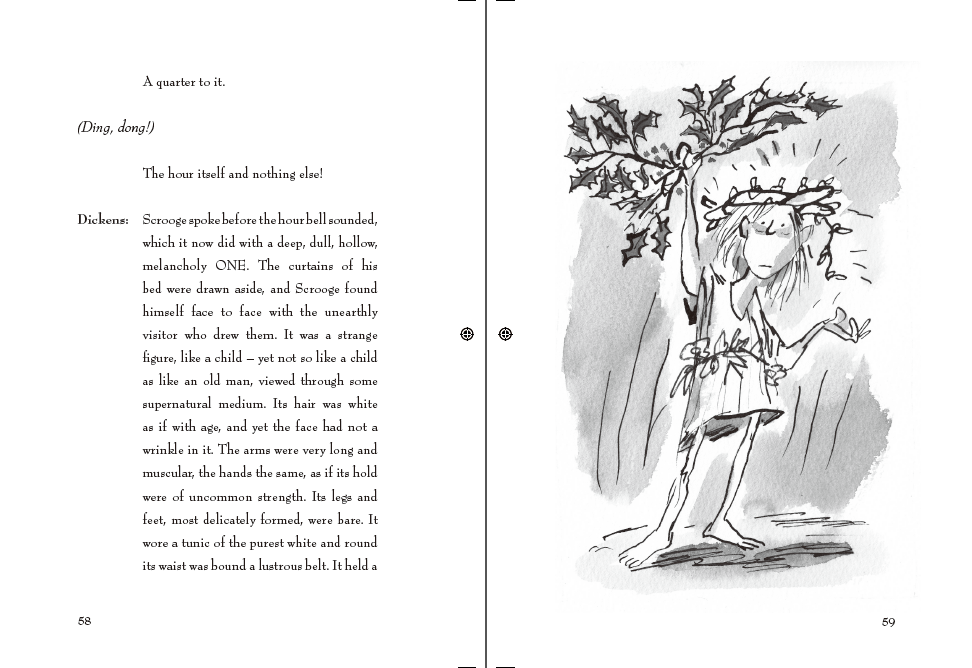 A quarter to it.
(Ding, dong!)
The hour itself and nothing else!
Dickens: Scrooge spoke before the hour bell sounded,
which it now did with a deep, dull, hollow,
melancholy ONE. The curtains of his
bed were drawn aside, and Scrooge found
himself face to face with the unearthly
visitor who drew them. It was a strange
figure, like a child – yet not so like a child
as like an old man, viewed through some
supernatural medium. Its hair was white
as if with age, and yet the face had not a
wrinkle in it. The arms were very long and
muscular, the hands the same, as if its hold
were of uncommon strength. Its legs and
feet, most delicately formed, were bare. It
wore a tunic of the purest white and round
its waist was bound a lustrous belt. It held a
58
59